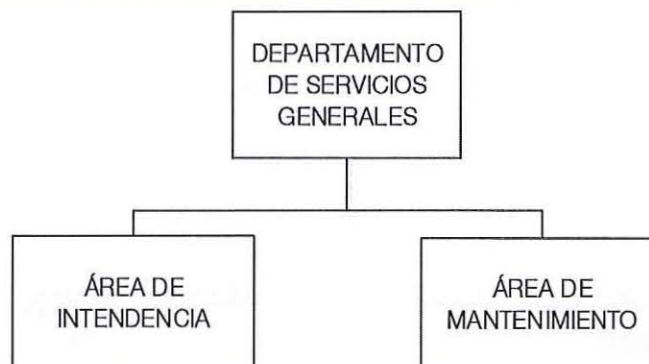 DEPARTAMENTO
DE SERVICIOS
GENERALES
ÁREA DE
INTENDENCIA
ÁREA DE
MANTENIMIENTO